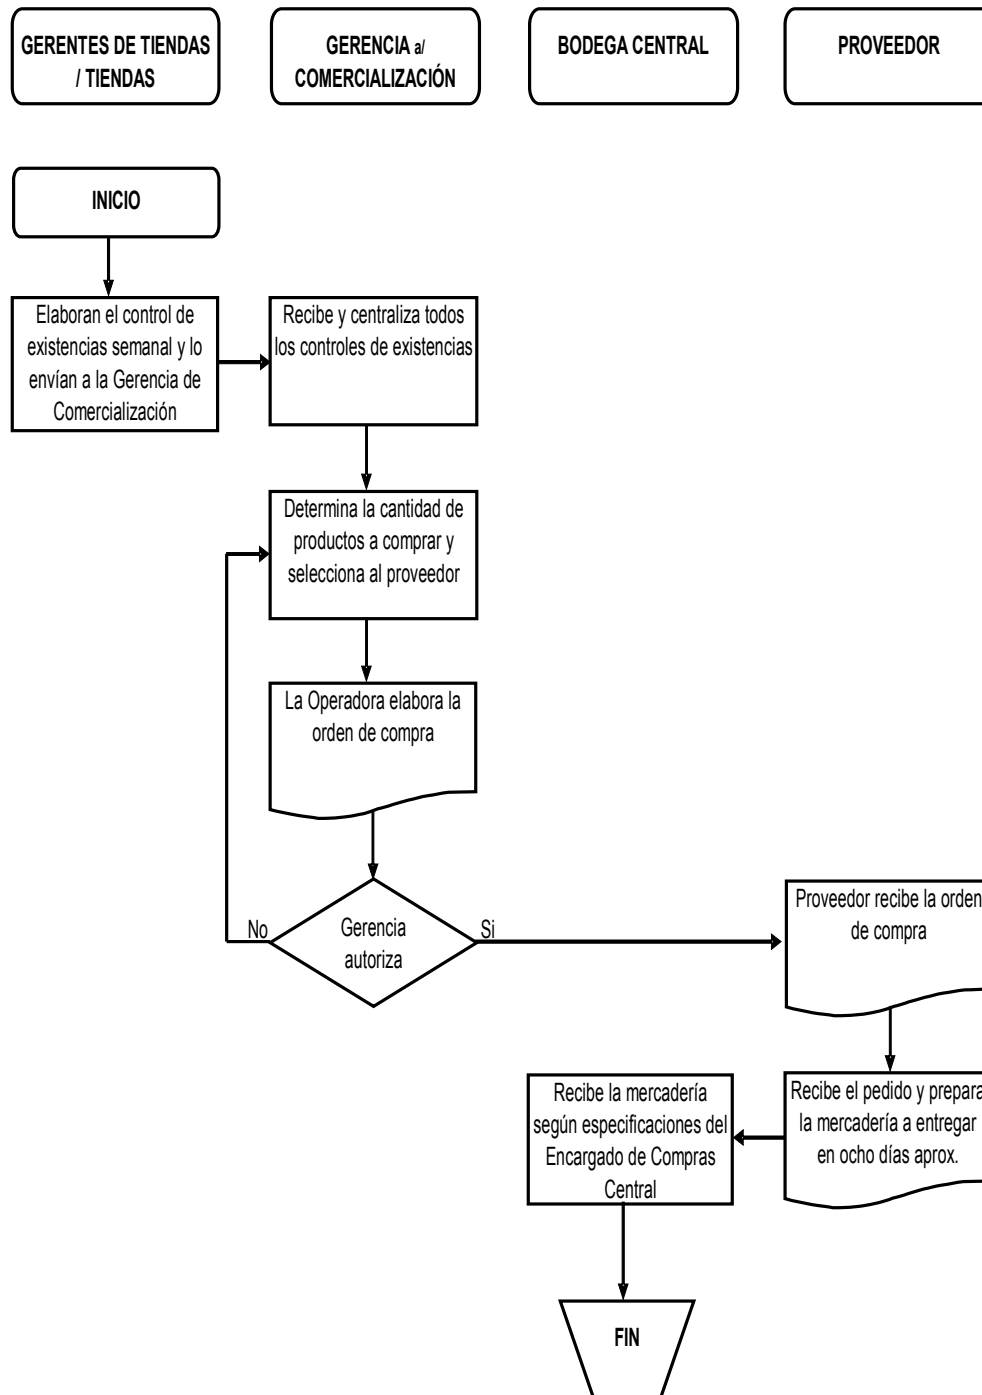 GERENTES DE TIENDAS
/ TIENDAS
GERENCIA a/
COMERCIALIZACIÓN
BODEGA CENTRAL
PROVEEDOR
INICIO
Elaboran el control de
existencias semanal y lo
envían a la Gerencia de
Comercialización
Recibe y centraliza todos
los controles de existencias
Determina la cantidad de
productos a comprar y
selecciona al proveedor
La Operadora elabora la
orden de compra
Gerencia
autoriza
No
Si
Proveedor recibe la orden
de compra
Recibe el pedido y prepara
la mercadería a entregar
en ocho días aprox.
Recibe la mercadería
según especificaciones del
Encargado de Compras
Central
FIN